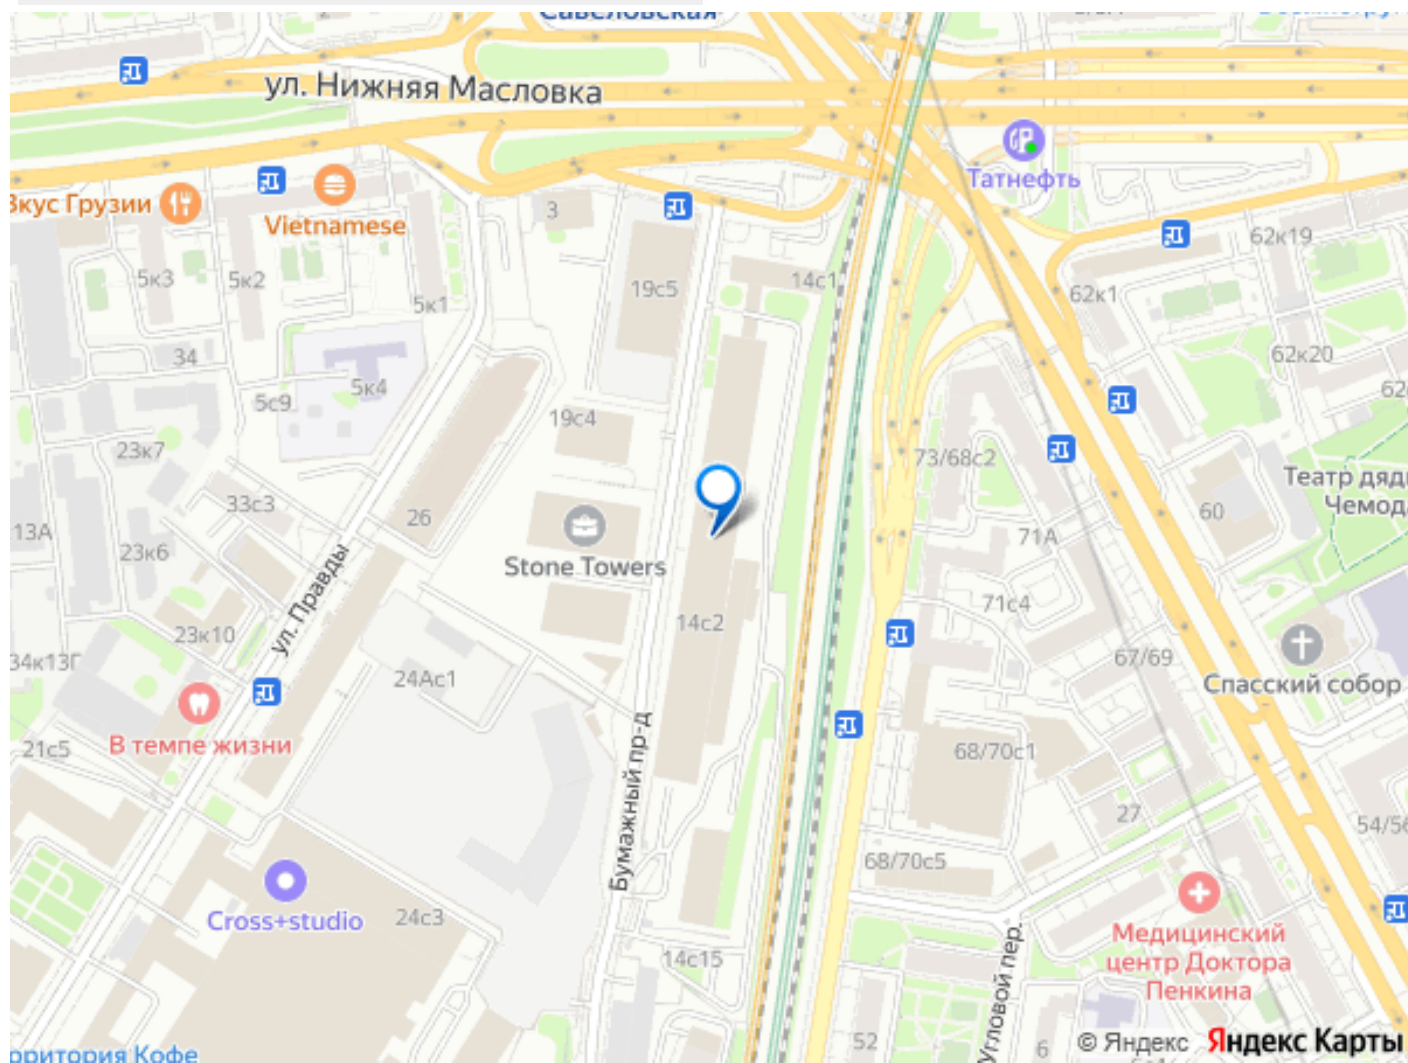 Савёловская
ул. Нижняя Масловка
Татнефть
Вкус Грузии
Vietnamese
3
62к19
5к3
5к2
5к1
19с5
14с1
62к1
34
5к4
62к20
5с9
19с4
23к7
73/68с2
Театр дяди
Чемод
33с3
26
60
13А
23к6
71А
Stone Towers
ул. Правды
71с4
14с2
23к10
67/69
34к13Г
24Ас1
Спасский собор
В темпе жизни
21с5
68/70с1
Бумажный пр-д
27
54/56
68/70с5
Cross+studio
24с3
Медицинский
центр Доктора
Пенкина
14с15
Угловой пер.
52
6
© Яндекс Яндекс Карты
рритория Кофе